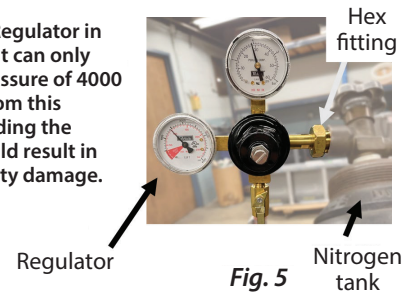 Regulator in
t can only
ssure of 4000
om this
ding the
ld result in
ty damage.
Hex
fitting
Regulator
Fig. 5
Nitrogen
tank